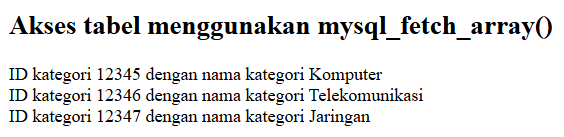 Akses tabel menggunakan mysql_fetch_array()
ID kategori 12345 dengan nama kategori Komputer
ID kategori 12346 dengan nama kategori Telekomunikasi
ID kategori 12347 dengan nama kategori Jaringan